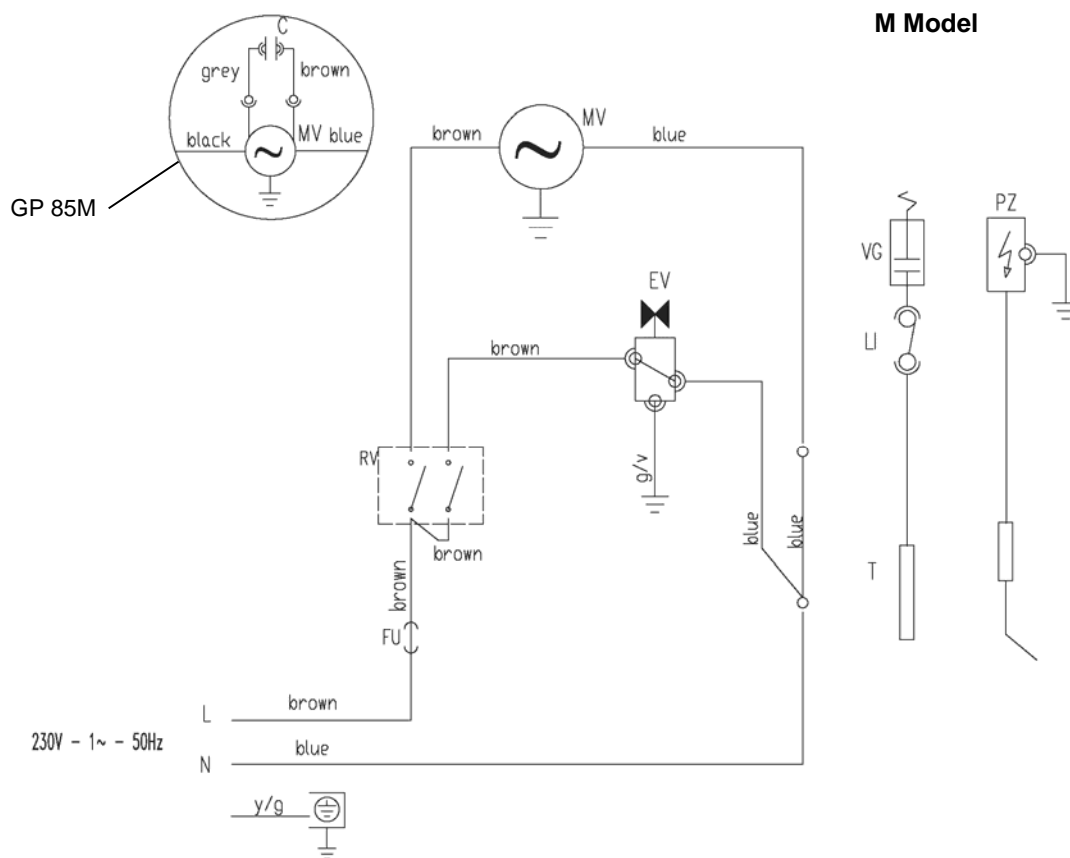 M Model
C
grey
brown
black
MV
blue
GP 85M
brown
MV
blue
PZ
VG
EV
LI
brown
RV
g/v
brown
blue
blue
brown
T
FU
L
brown
230V - 1~ - 50Hz
blue
N
y/g